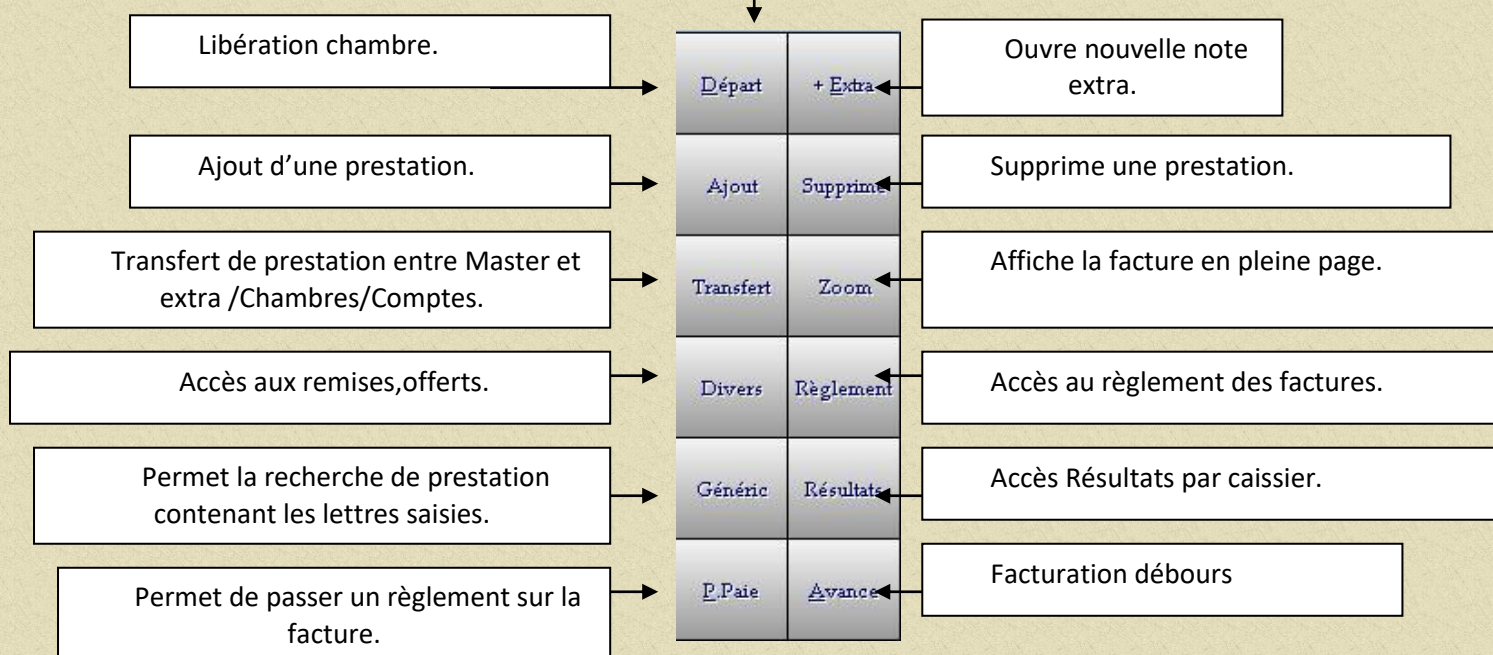 Libération chambre.
Départ
+ Extra
Ouvre nouvelle note
extra.
Ajout d’une prestation.
Ajout
Supprime
Supprime une prestation.
Transfert de prestation entre Master et
extra /Chambres/Comptes.
Transfert
Zoom
Affiche la facture en pleine page.
Accès aux remises,offerts.
Divers
Règlement
Accès au règlement des factures.
Permet la recherche de prestation
contenant les lettres saisies.
Généric
Résultats
Accès Résultats par caissier.
Permet de passer un règlement sur la
facture.
P.Paie
Avance
Facturation débours